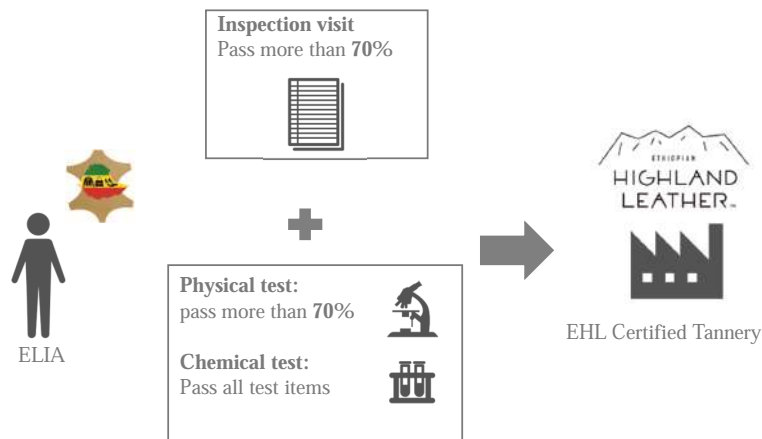 Inspection visit
Pass more than 70%
ETHIOPIAN
HIGHLAND
LEATHER™
Physical test:
pass more than 70%
Chemical test:
Pass all test items
ELIA
EHL Certified Tannery